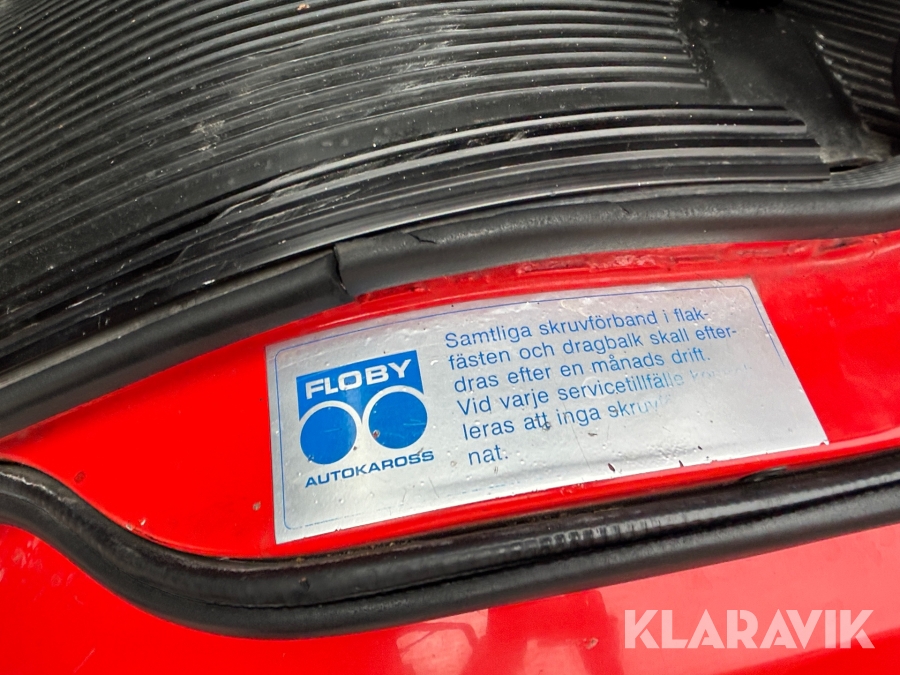 FLOBY
AUTOKAROSS
Samtliga skruvförband i flak-
fästen och dragbalk skall efter-
dras efter en månads drift.
Vid varje servicetillfälle
leras att inga
nat.
KLARAVIK